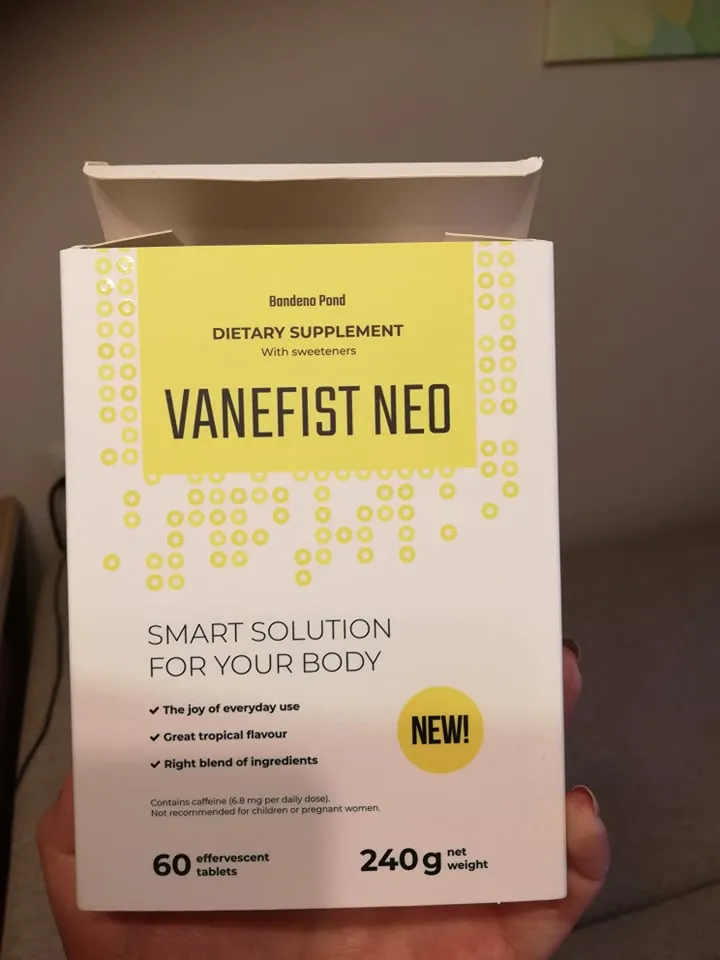 Bandena Pond
DIETARY SUPPLEMENT
With sweeteners
VANEFIST NEO
SMART SOLUTION
FOR YOUR BODY
✔ The joy of everyday use
✔ Great tropical flavour
✔ Right blend of ingredients
NEW!
Contains caffeine (6.8 mg per daily dose).
Not recommended for children or pregnant women.
60 effervescent
tablets
240 g net
weight